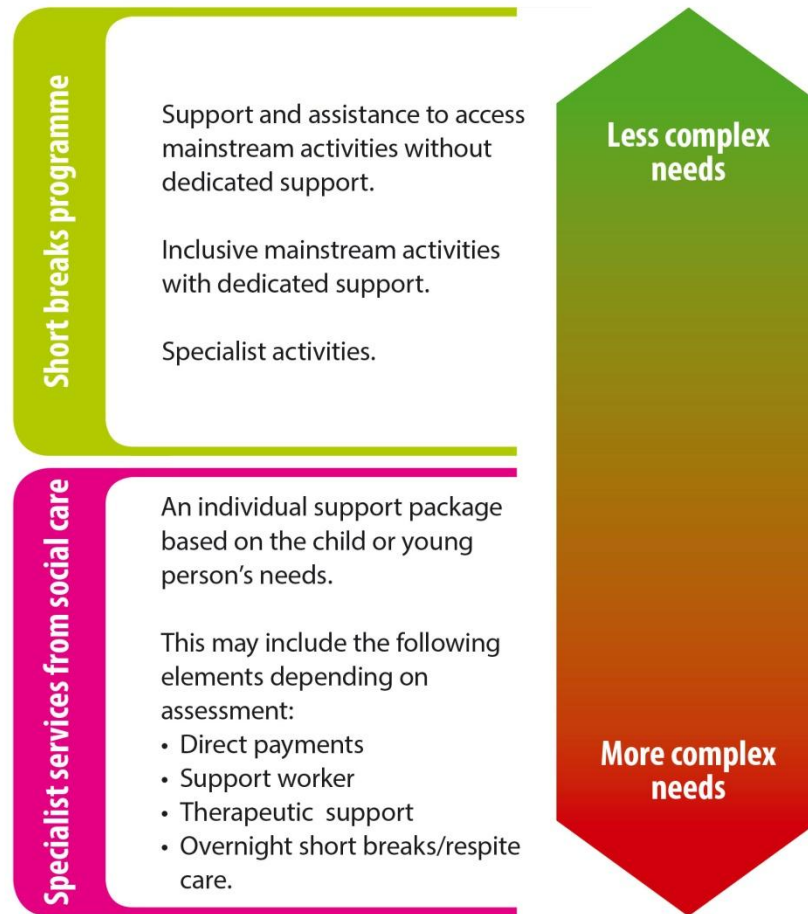 Short breaks programme
Support and assistance to access
mainstream activities without
dedicated support.
Inclusive mainstream activities
with dedicated support.
Specialist activities.
Less complex
needs
Specialist services from social care
An individual support package
based on the child or young
person’s needs.
This may include the following
elements depending on
assessment:
• Direct payments
• Support worker
• Therapeutic support
• Overnight short breaks/respite
care.
More complex
needs